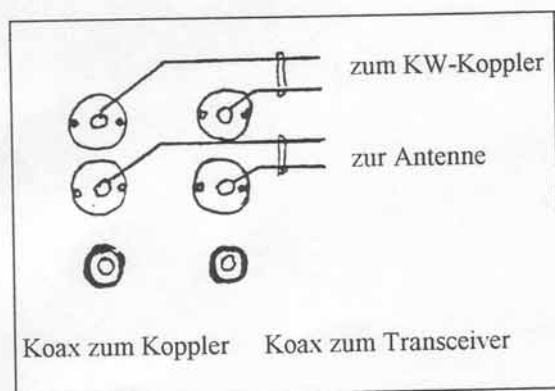 zum KW-Koppler
zur Antenne
Koax zum Koppler Koax zum Transceiver